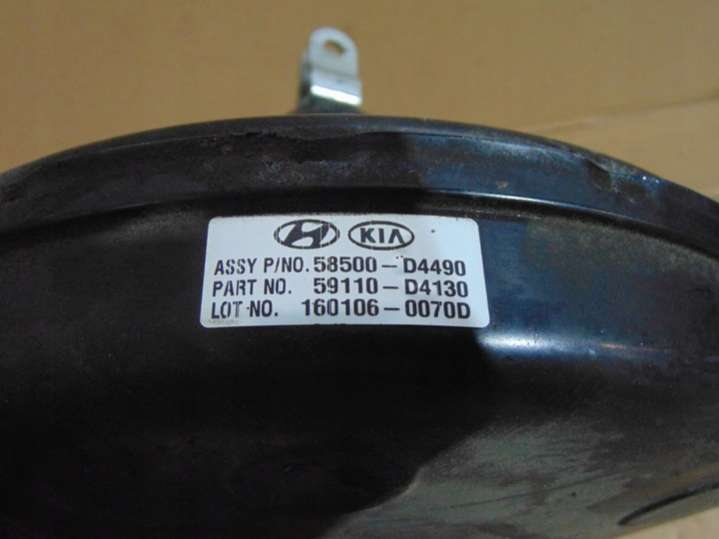 KIA
ASSY P/NO. 58500-D4490
PART NO. 59110-D4130
LOT NO. 160106-0070D